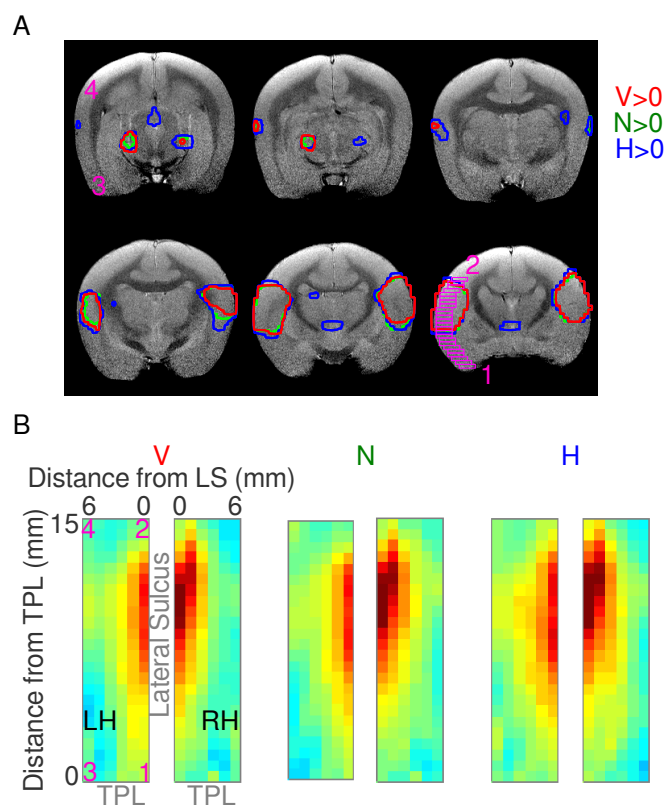 A
4
3
V>0
N>0
H>0
2
1
B
V N H
Distance from LS (mm)
6 0 0 6
15
4 2
Distance from TPL (mm)
Lateral Sulcus
LH RH
0
3 1
TPL TPL